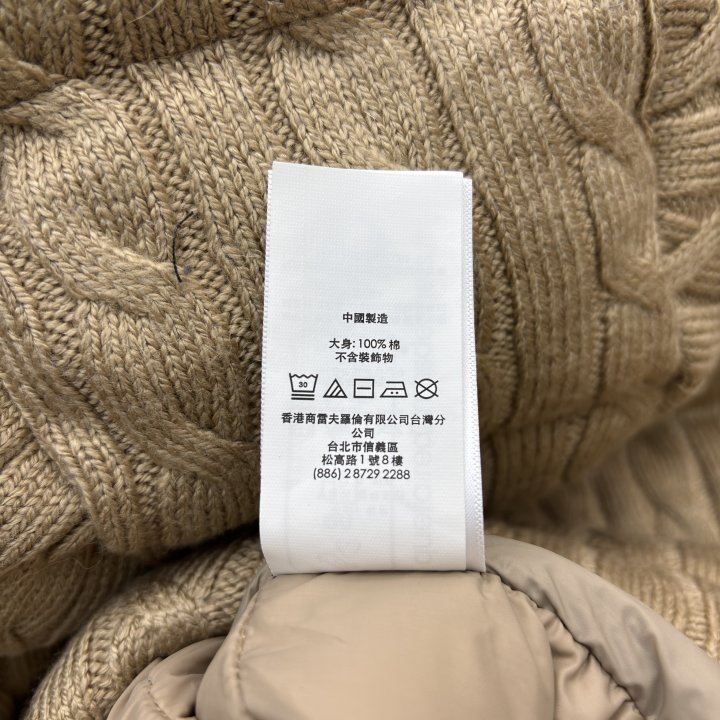 中國製造
大身: 100% 棉
不含裝飾物
30
香港商雷夫羅倫有限公司台灣分
公司
台北市信義區
松高路1號8樓
(886) 2 8729 2288